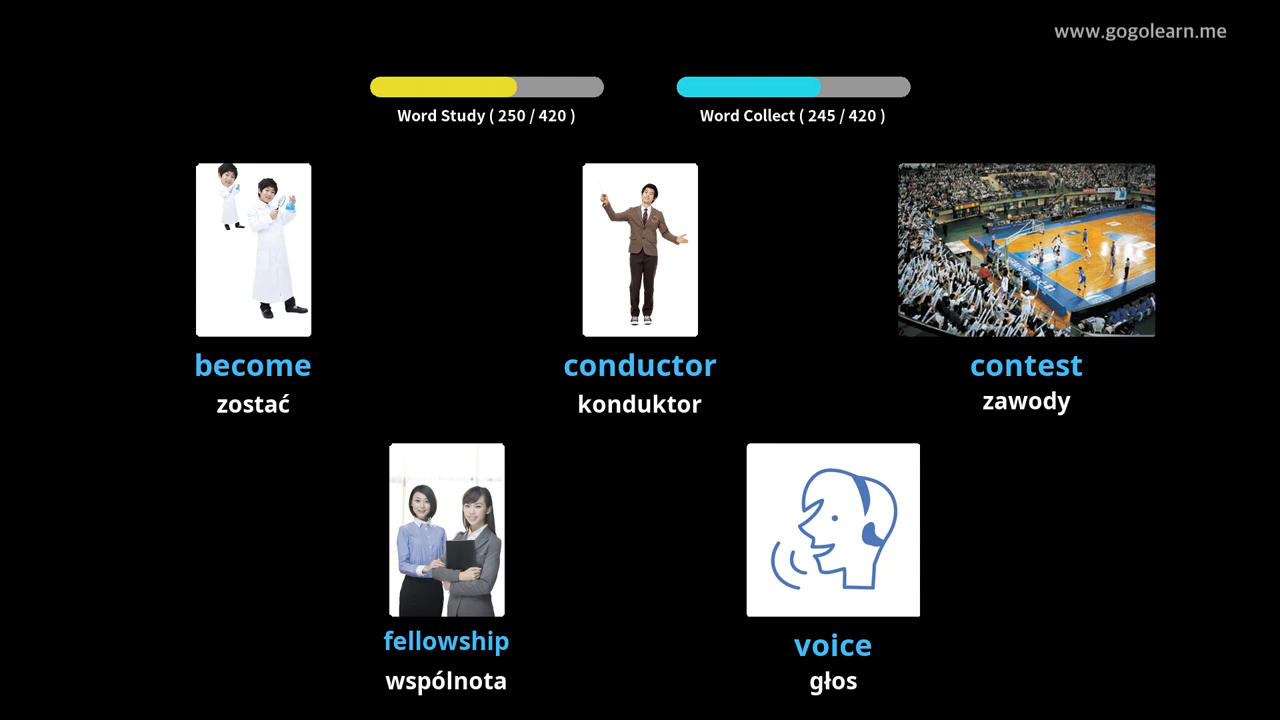 www.gogolearn.me
Word Study ( 250 / 420 )
Word Collect ( 245 / 420 )
become
zostać
conductor
konduktor
contest
zawody
fellowship
wspólnota
voice
głos